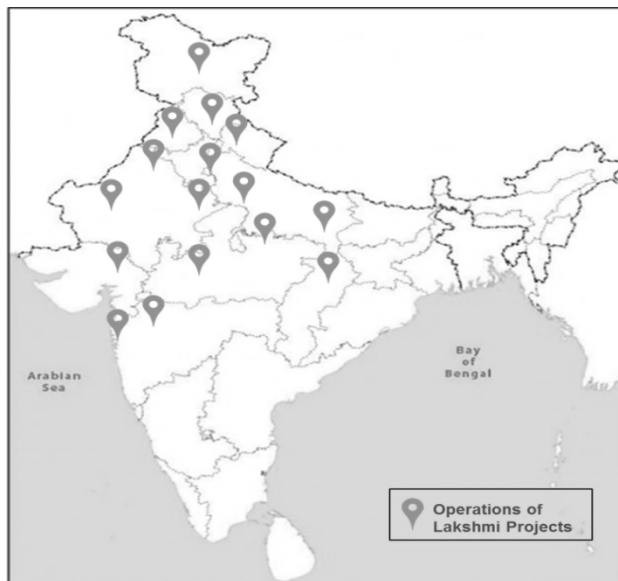 Arabian
Sea
Bay
of
Bengal
Operations of
Lakshmi Projects